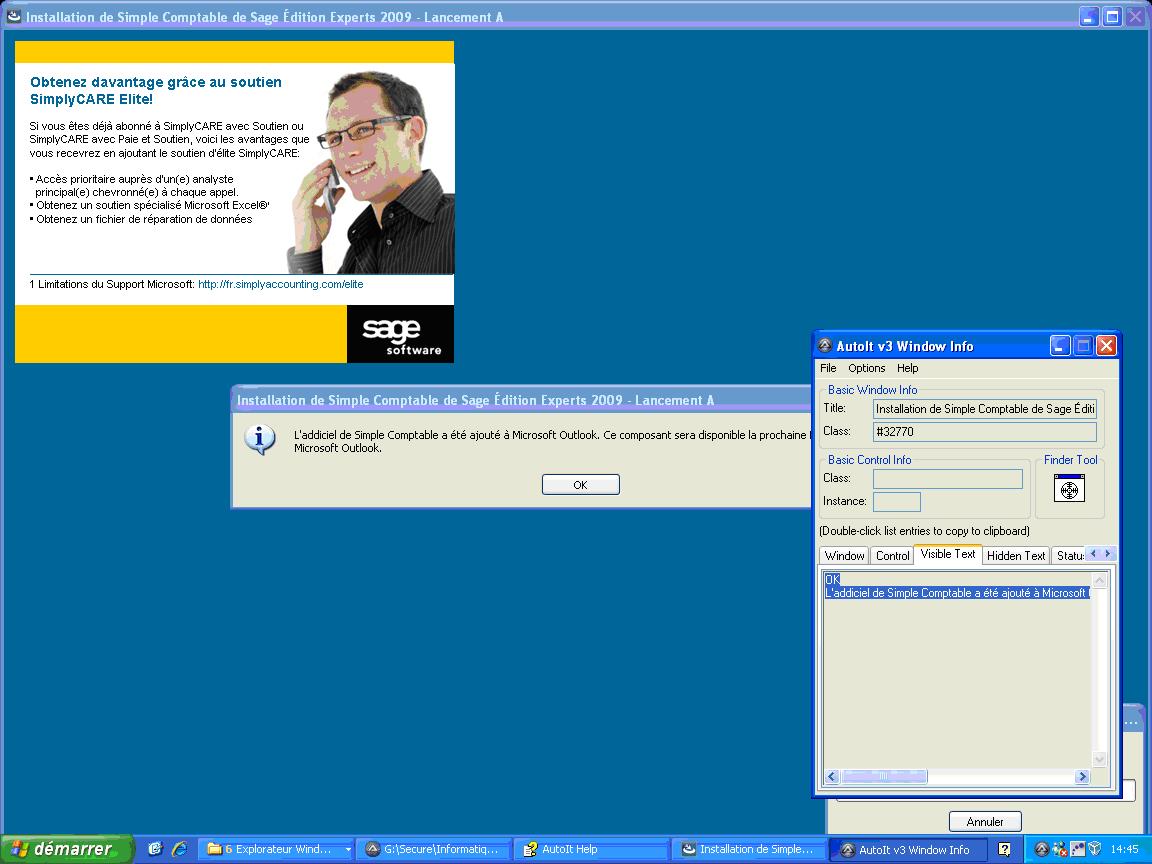 Installation de Simple Comptable de Sage Édition Experts 2009 - Lancement A
Obtenez davantage grâce au soutien
SimplyCARE Elite!
Si vous êtes déjà abonné à SimplyCARE avec Soutien ou
SimplyCARE avec Paie et Soutien, voici les avantages que
vous recevrez en ajoutant le soutien d'élite SimplyCARE:
• Accès prioritaire auprès d'un(e) analyste
principal(e) chevronné(e) à chaque appel.
• Obtenez un soutien spécialisé Microsoft Excel®¹
• Obtenez un fichier de réparation de données
1 Limitations du Support Microsoft: http://fr.simplyaccounting.com/elite
sage
software
Installation de Simple Comptable de Sage Édition Experts 2009 - Lancement A
L'addiciel de Simple Comptable a été ajouté à Microsoft Outlook. Ce composant sera disponible la prochaine
Microsoft Outlook.
OK
AutoIt v3 Window Info
File Options Help
Basic Window Info
Title: Installation de Simple Comptable de Sage Éditi
Class: #32770
Basic Control Info
Finder Tool
Class:
Instance:
(Double-click list entries to copy to clipboard)
Window Control Visible Text Hidden Text Statu
OK
L'addiciel de Simple Comptable a été ajouté à Microsoft
...
Annuler
démarrer
6 Explorateur Wind...
G:\Secure\Informatiq...
AutoIt Help
Installation de Simple...
AutoIt v3 Window Info
14:45